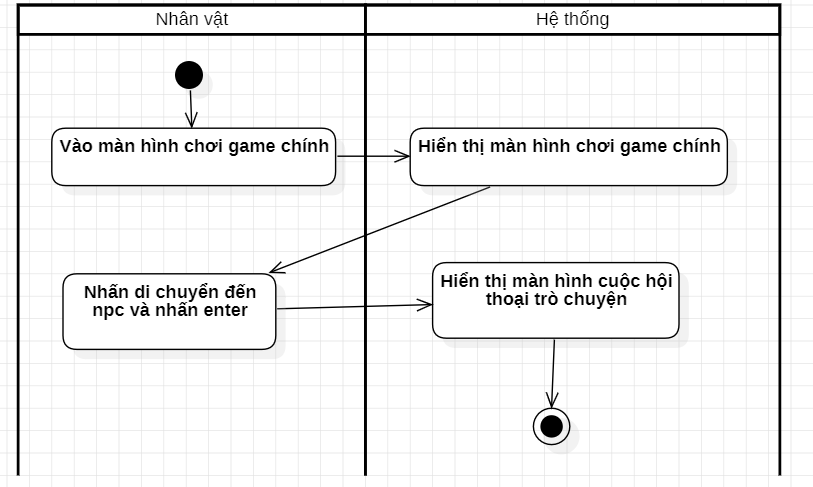 Nhân vật
Hệ thống
Vào màn hình chơi game chính
Hiển thị màn hình chơi game chính
Nhấn di chuyển đến
npc và nhấn enter
Hiển thị màn hình cuộc hội
thoại trò chuyện